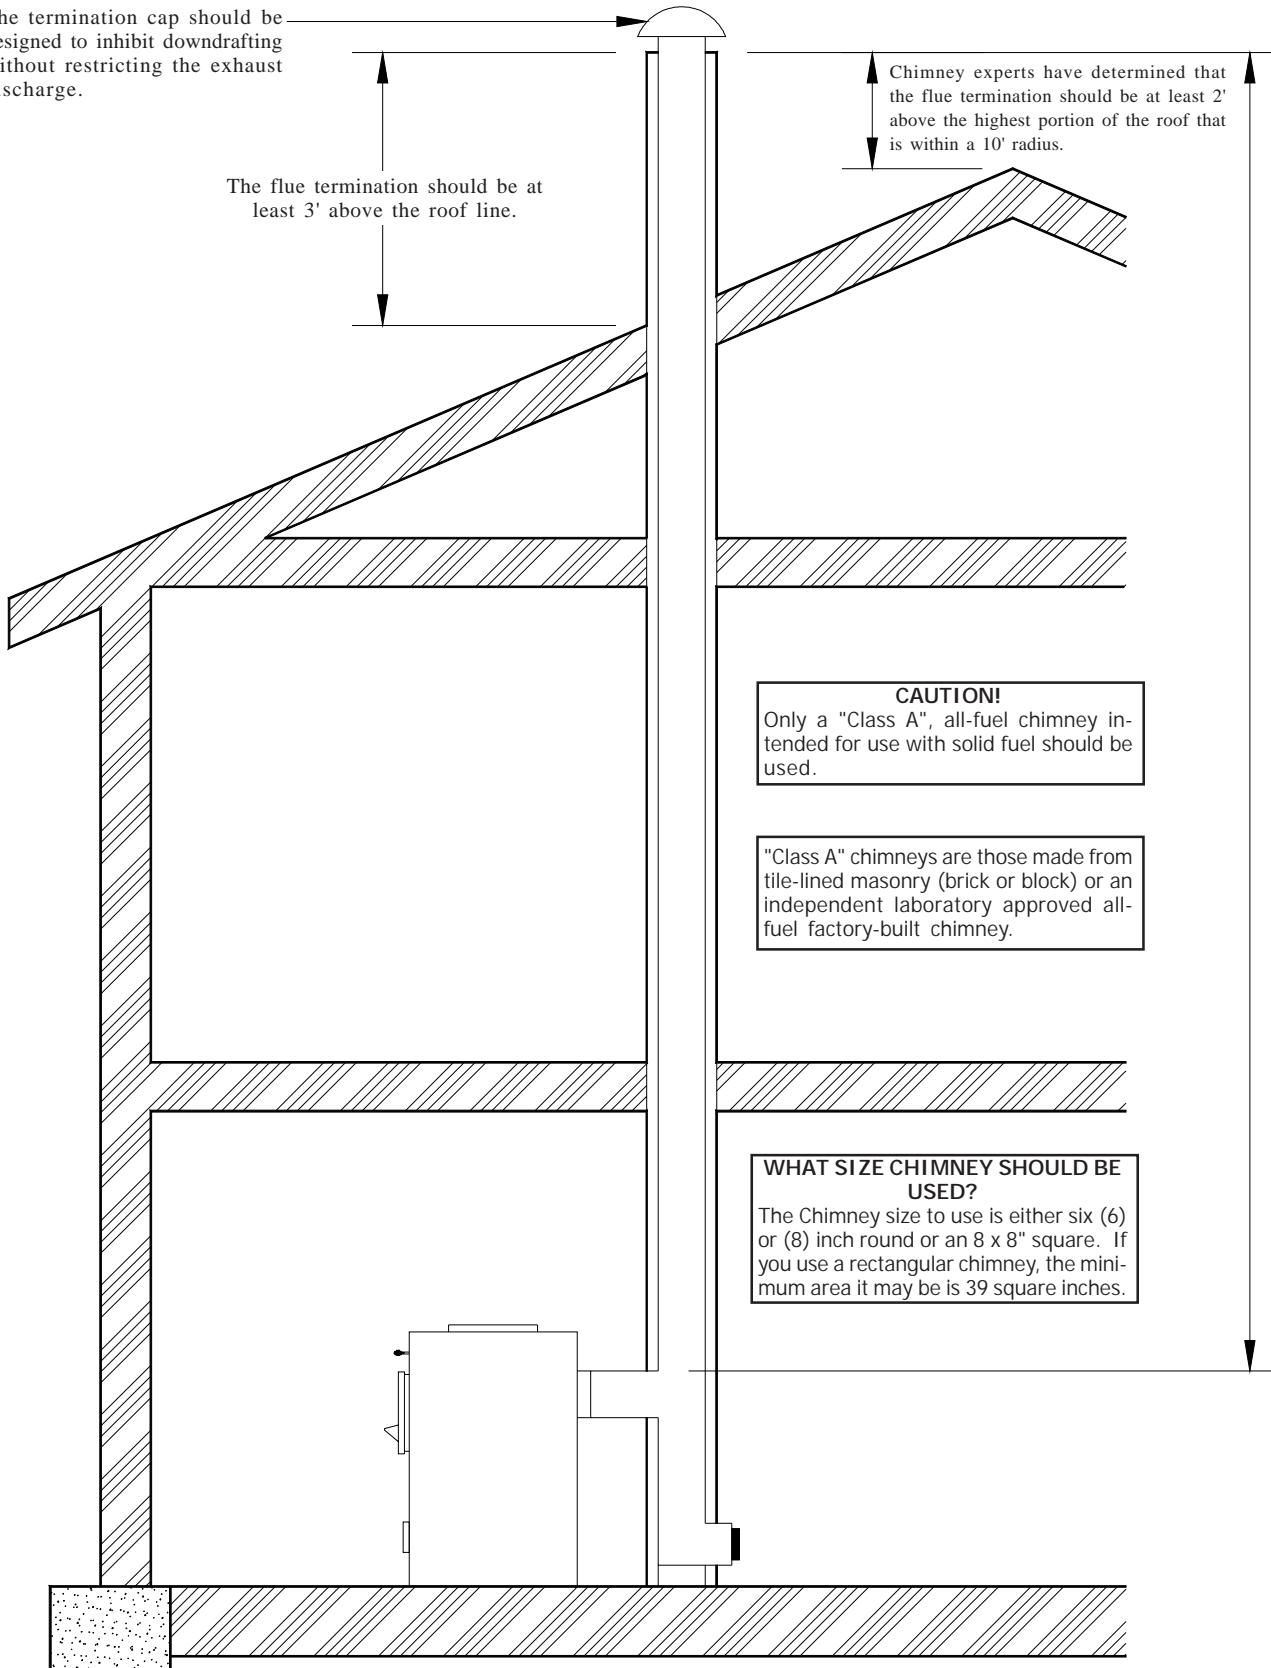 he termination cap should be
esigned to inhibit downdrafting
ithout restricting the exhaust
scharge.
Chimney experts have determined that
the flue termination should be at least 2'
above the highest portion of the roof that
is within a 10' radius.
The flue termination should be at
least 3' above the roof line.
CAUTION!
Only a "Class A", all-fuel chimney in-
tended for use with solid fuel should be
used.
"Class A" chimneys are those made from
tile-lined masonry (brick or block) or an
independent laboratory approved all-
fuel factory-built chimney.
WHAT SIZE CHIMNEY SHOULD BE
USED?
The Chimney size to use is either six (6)
or (8) inch round or an 8 x 8" square. If
you use a rectangular chimney, the mini-
mum area it may be is 39 square inches.